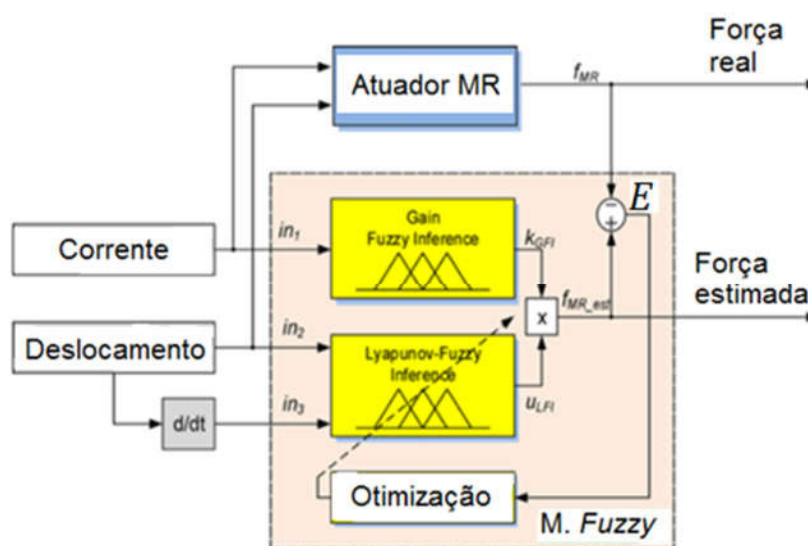 Força
real
Atuador MR
f_MR
−
E
+
Gain
Fuzzy Inference
Corrente
in₁
k_GFI
Força
estimada
f_MR_est
x
Deslocamento
in₂
Lyapunov-Fuzzy
Inference
in₃
u_LFI
d/dt
Otimização
M. Fuzzy